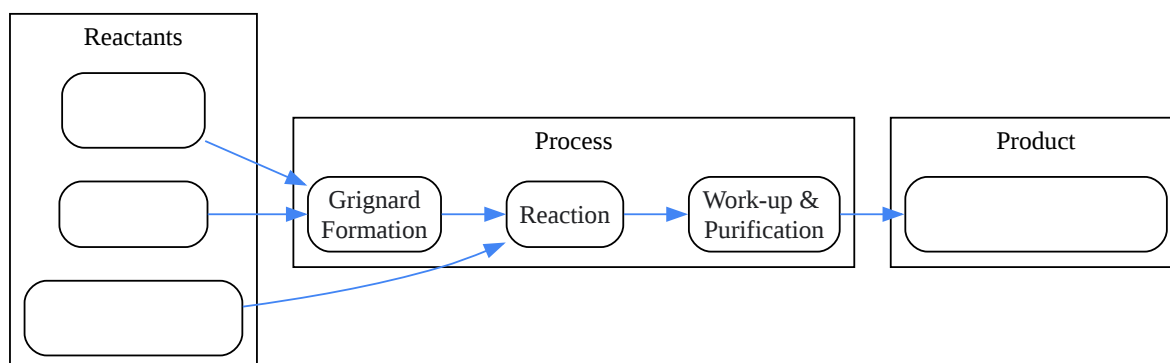 Reactants
Process
Product
Grignard
Formation
Reaction
Work-up &
Purification